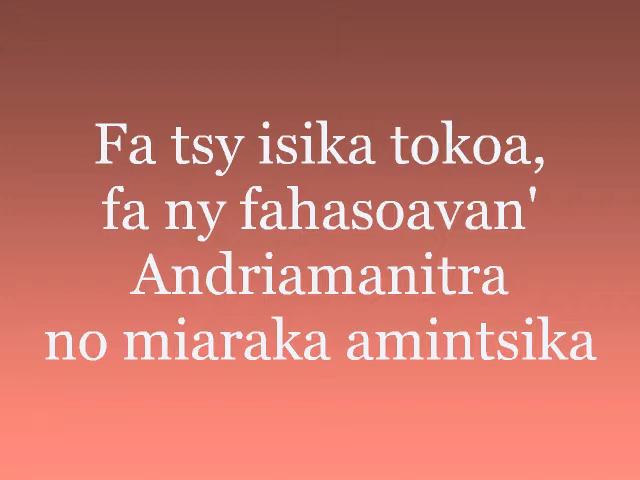 Fa tsy isika tokoa,
fa ny fahasoavan'
Andriamanitra
no miaraka amintsika